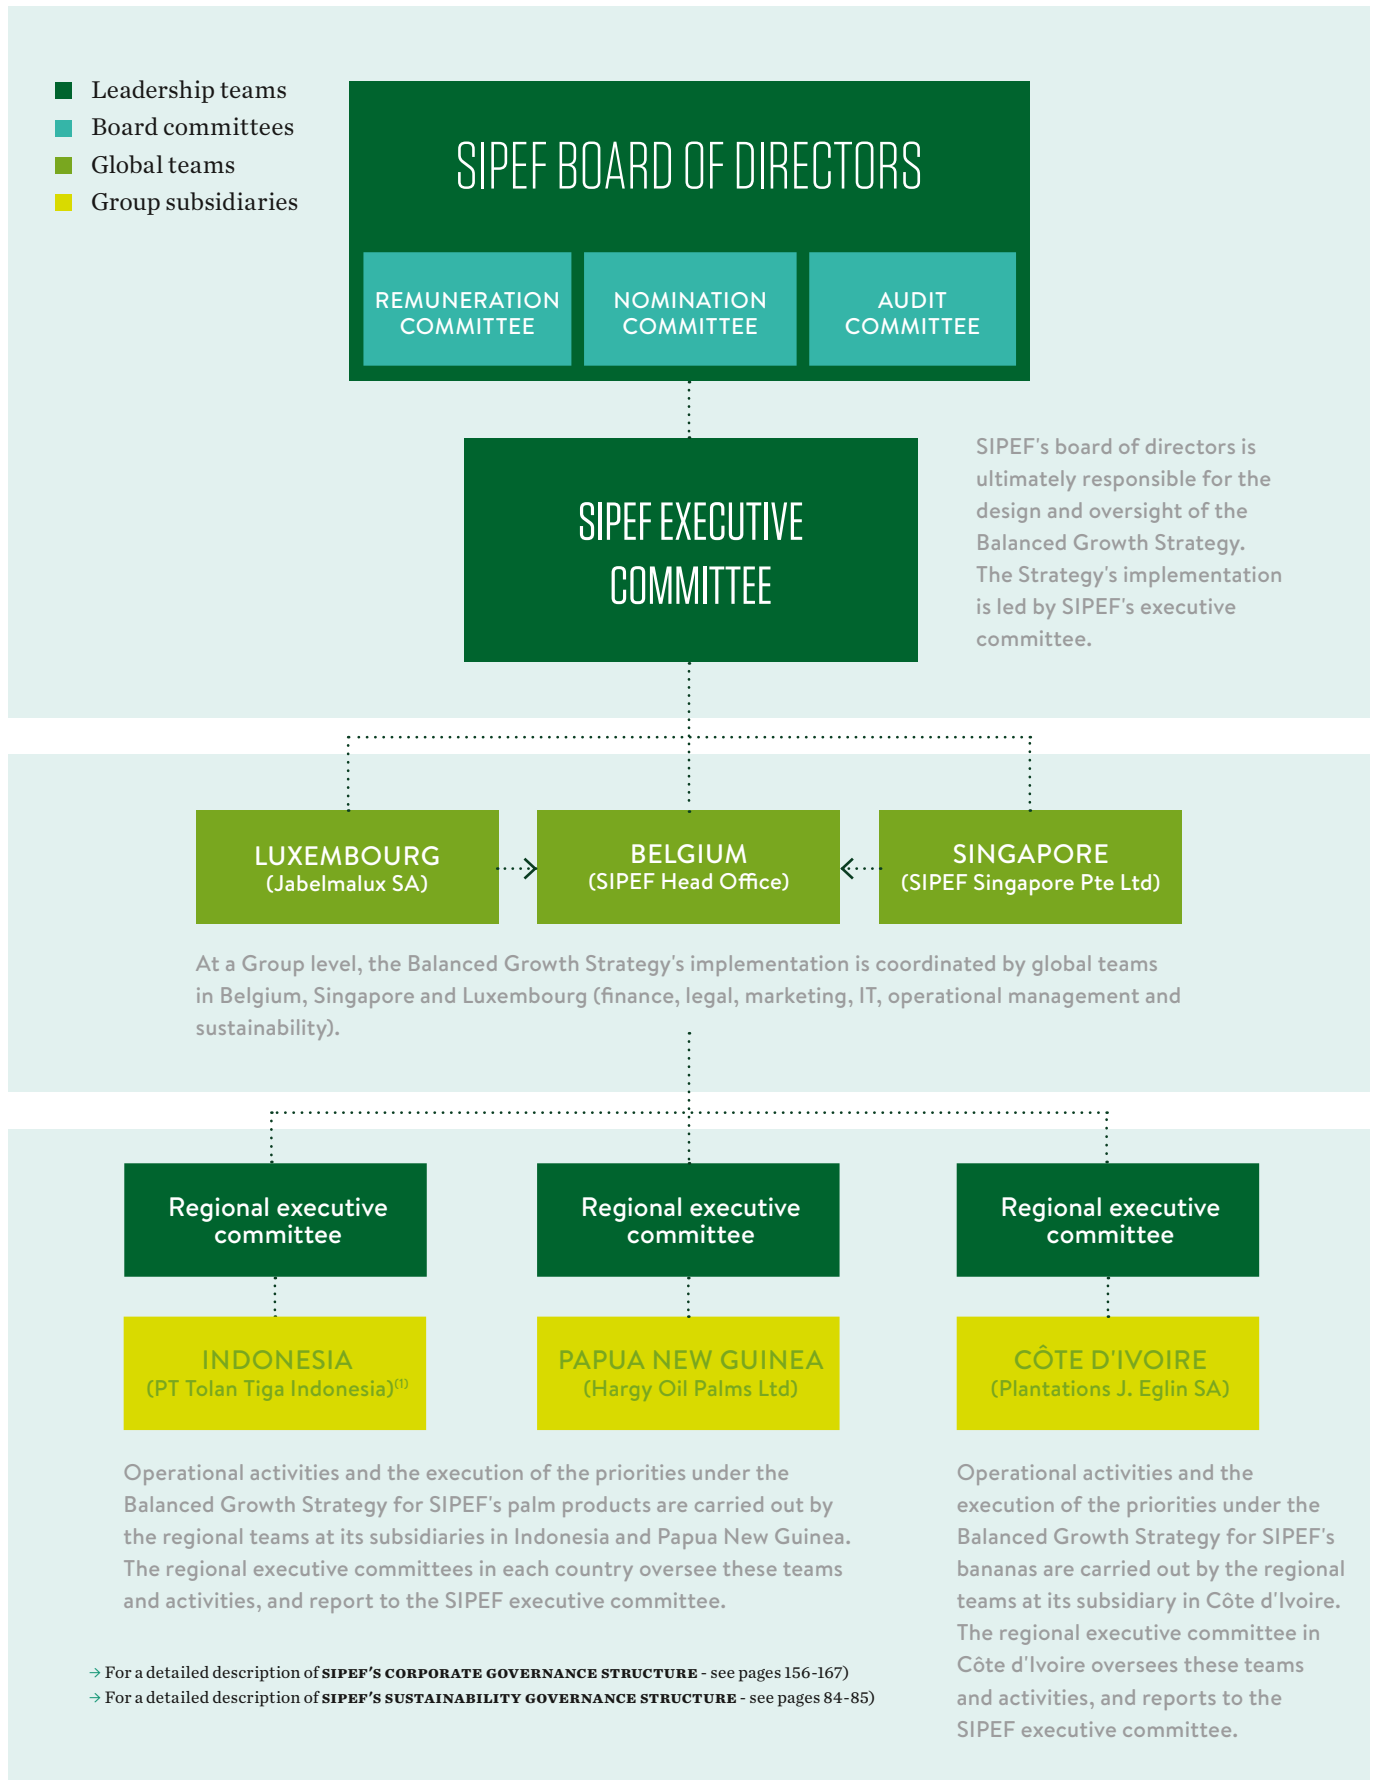 Leadership teams
Board committees
Global teams
Group subsidiaries
SIPEF BOARD OF DIRECTORS
REMUNERATION
COMMITTEE
NOMINATION
COMMITTEE
AUDIT
COMMITTEE
SIPEF EXECUTIVE
COMMITTEE
SIPEF's board of directors is
ultimately responsible for the
design and oversight of the
Balanced Growth Strategy.
The Strategy's implementation
is led by SIPEF's executive
committee.
LUXEMBOURG
(Jabelmalux SA)
BELGIUM
(SIPEF Head Office)
SINGAPORE
(SIPEF Singapore Pte Ltd)
At a Group level, the Balanced Growth Strategy's implementation is coordinated by global teams
in Belgium, Singapore and Luxembourg (finance, legal, marketing, IT, operational management and
sustainability).
Regional executive
committee
Regional executive
committee
Regional executive
committee
INDONESIA
(PT Tolan Tiga Indonesia)(1)
PAPUA NEW GUINEA
(Hargy Oil Palms Ltd)
CÔTE D'IVOIRE
(Plantations J. Eglin SA)
Operational activities and the execution of the priorities under the
Balanced Growth Strategy for SIPEF's palm products are carried out by
the regional teams at its subsidiaries in Indonesia and Papua New Guinea.
The regional executive committees in each country oversee these teams
and activities, and report to the SIPEF executive committee.
Operational activities and the
execution of the priorities under the
Balanced Growth Strategy for SIPEF's
bananas are carried out by the regional
teams at its subsidiary in Côte d'Ivoire.
The regional executive committee in
Côte d'Ivoire oversees these teams
and activities, and reports to the
SIPEF executive committee.
→ For a detailed description of SIPEF'S CORPORATE GOVERNANCE STRUCTURE - see pages 156-167)
→ For a detailed description of SIPEF'S SUSTAINABILITY GOVERNANCE STRUCTURE - see pages 84-85)